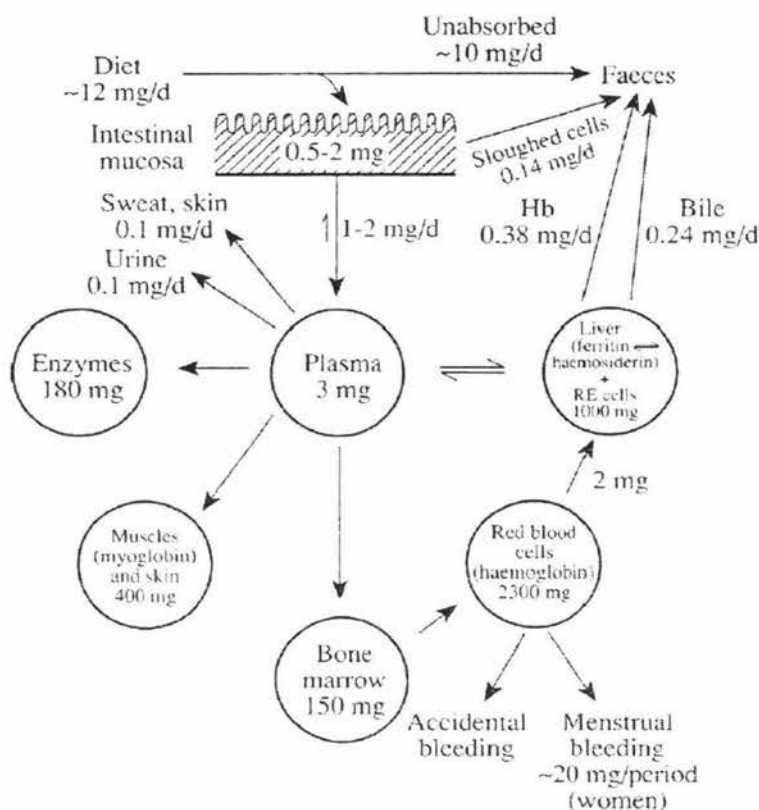 Unabsorbed
~10 mg/d
Diet
~12 mg/d
Faeces
Intestinal
mucosa
0.5-2 mg
Sloughed cells
0.14 mg/d
Sweat, skin
0.1 mg/d
Urine
0.1 mg/d
1-2 mg/d
Hb
0.38 mg/d
Bile
0.24 mg/d
Enzymes
180 mg
Plasma
3 mg
Liver
(ferritin ⇌
haemosiderin)
+
RE cells
1000 mg
2 mg
Muscles
(myoglobin)
and skin
400 mg
Red blood
cells
(haemoglobin)
2300 mg
Bone
marrow
150 mg
Accidental
bleeding
Menstrual
bleeding
~20 mg/period
(women)